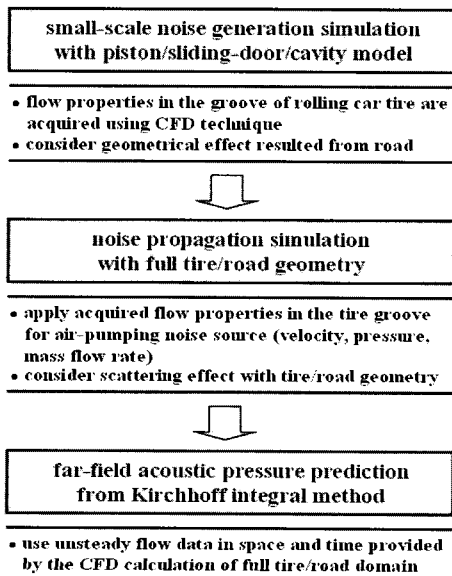 small-scale noise generation simulation
with piston/sliding-door/cavity model
• flow properties in the groove of rolling car tire are
acquired using CFD technique
• consider geometrical effect resulted from road
noise propagation simulation
with full tire/road geometry
• apply acquired flow properties in the tire groove
for air-pumping noise source (velocity, pressure,
mass flow rate)
• consider scattering effect with tire/road geometry
far-field acoustic pressure prediction
from Kirchhoff integral method
• use unsteady flow data in space and time provided
by the CFD calculation of full tire/road domain